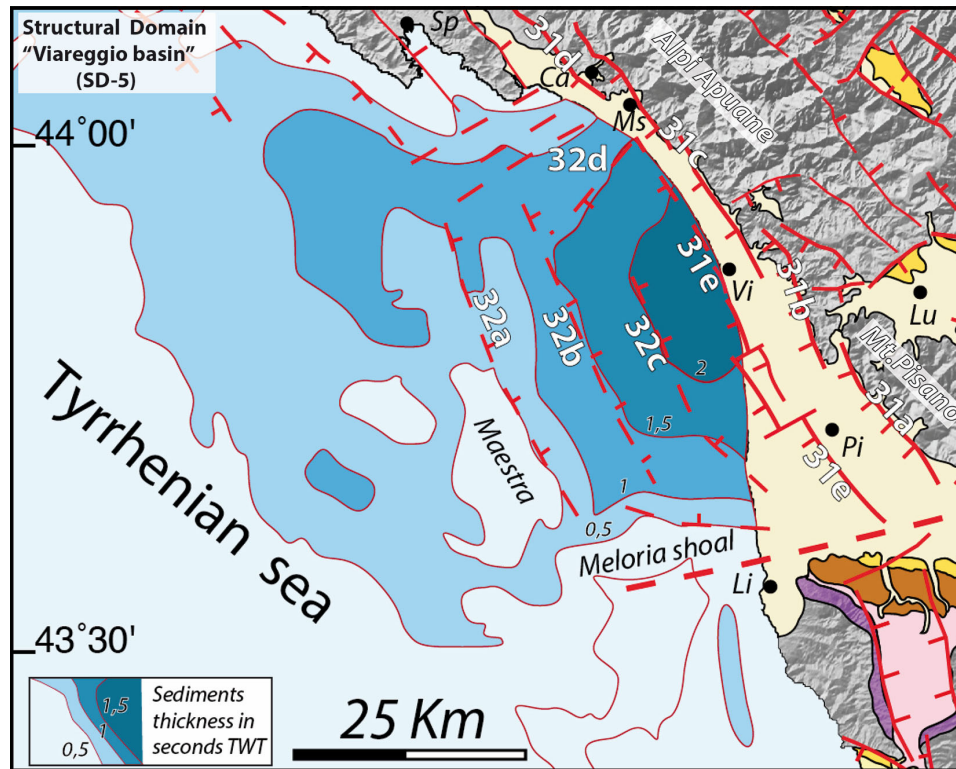 Structural Domain
“Viareggio basin”
(SD-5)
Sp
31d
Ca
Alpi Apuane
Ms
44°00'
31c
32d
31e
Vi
31b
Lu
32a
32b
32c
Mt.Pisano
2
31a
Maestra
1,5
Pi
31e
1
0,5
Tyrrhenian sea
Meloria shoal
Li
43°30'
1,5
1
0,5
Sediments
thickness in
seconds TWT
25 Km